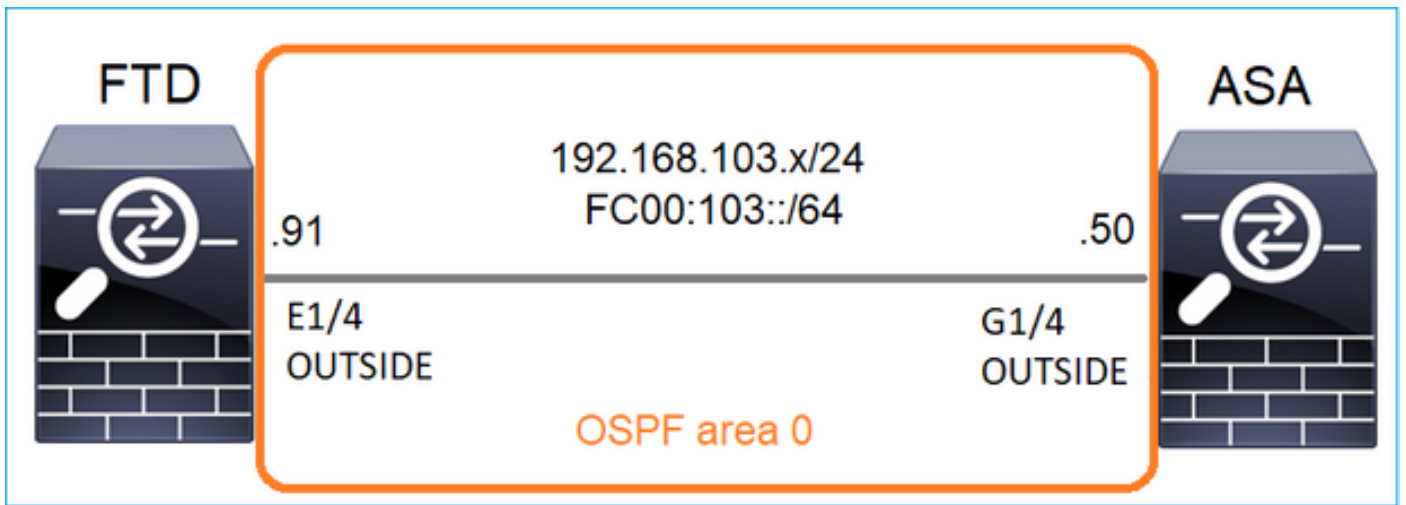 FTD
ASA
192.168.103.x/24
FC00:103::/64
.91
.50
E1/4
OUTSIDE
G1/4
OUTSIDE
OSPF area 0